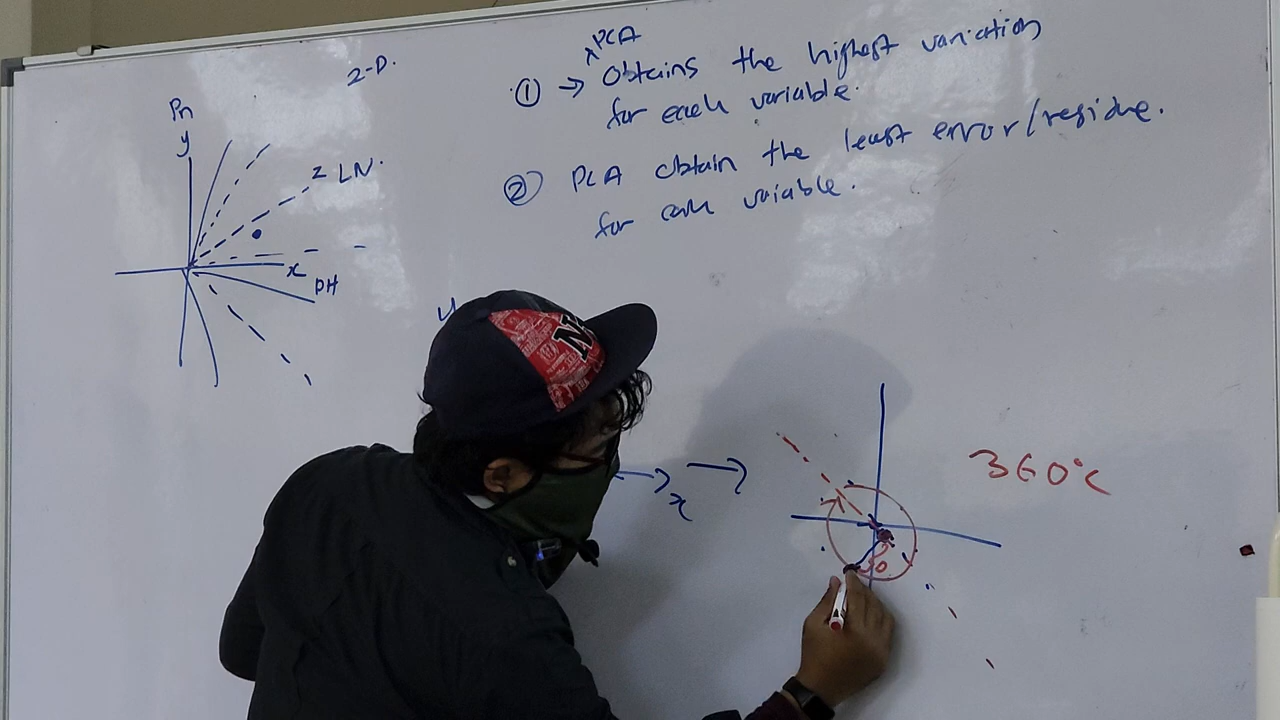 2-D.
Pn
y
2 LN.
x
PH
^PCA
① → Obtains the highest variation
for each variable.
② PCA obtain the least error/residue.
for each variable.
y
x
360°C
N